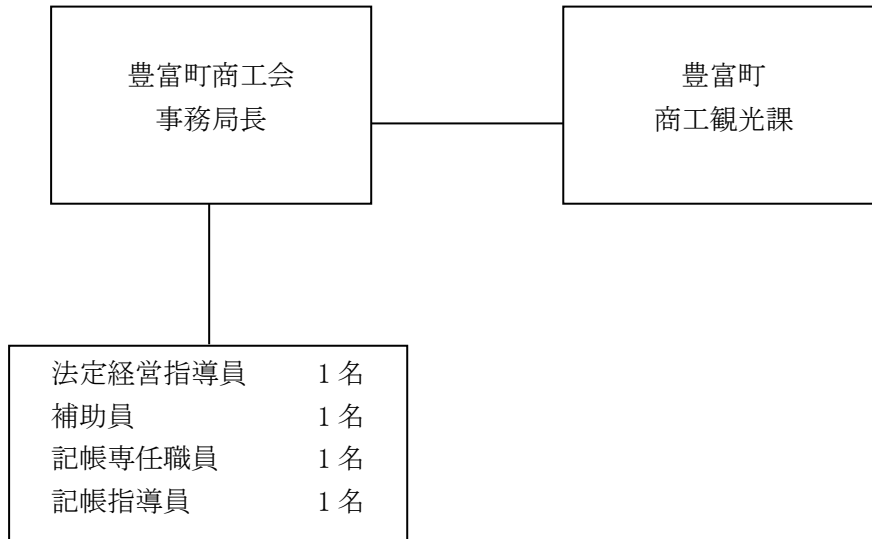 豊富町商工会
事務局長
豊富町
商工観光課
法定経営指導員 1名
補助員 1名
記帳専任職員 1名
記帳指導員 1名